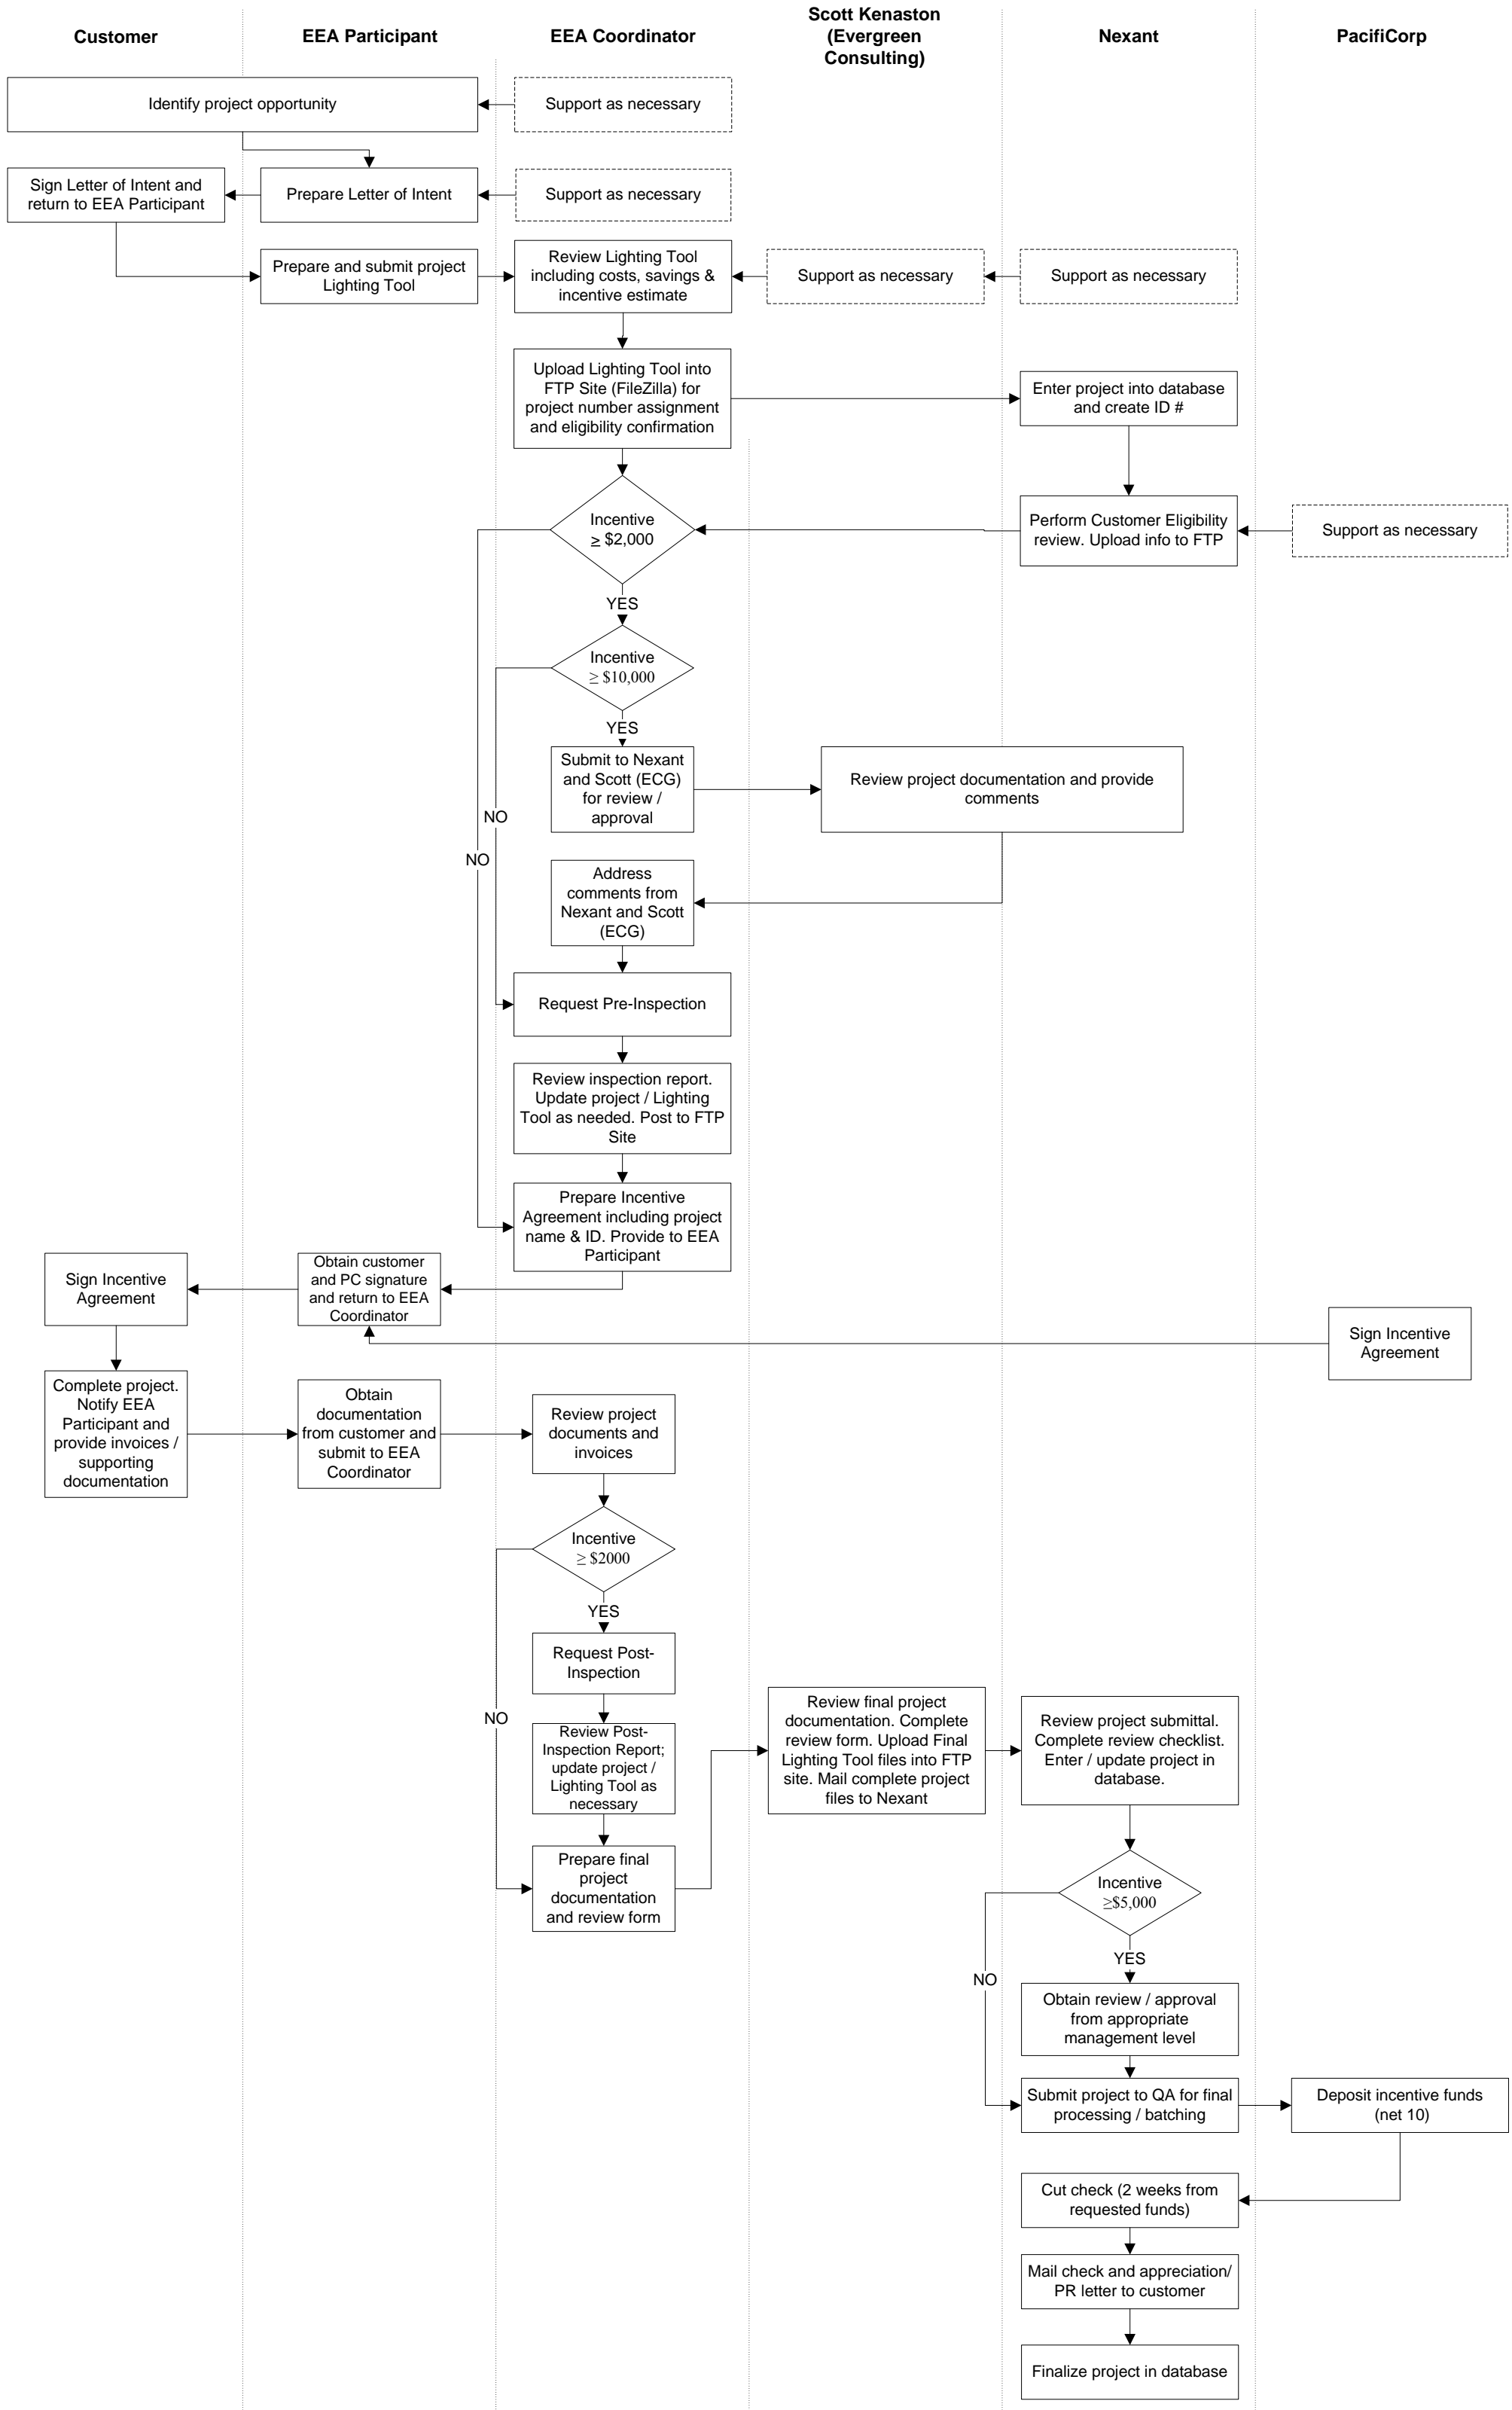 Customer
EEA Participant
EEA Coordinator
Scott Kenaston
(Evergreen
Consulting)
Nexant
PacifiCorp
Identify project opportunity
Support as necessary
Sign Letter of Intent and
return to EEA Participant
Prepare Letter of Intent
Support as necessary
Prepare and submit project
Lighting Tool
Review Lighting Tool
including costs, savings &
incentive estimate
Support as necessary
Support as necessary
Upload Lighting Tool into
FTP Site (FileZilla) for
project number assignment
and eligibility confirmation
Enter project into database
and create ID #
Incentive
≥ $2,000
Perform Customer Eligibility
review. Upload info to FTP
Support as necessary
YES
Incentive
≥ $10,000
YES
Submit to Nexant
and Scott (ECG)
for review /
approval
Review project documentation and provide
comments
NO
NO
Address
comments from
Nexant and Scott
(ECG)
Request Pre-Inspection
Review inspection report.
Update project / Lighting
Tool as needed. Post to FTP
Site
Prepare Incentive
Agreement including project
name & ID. Provide to EEA
Participant
Sign Incentive
Agreement
Obtain customer
and PC signature
and return to EEA
Coordinator
Sign Incentive
Agreement
Complete project.
Notify EEA
Participant and
provide invoices /
supporting
documentation
Obtain
documentation
from customer and
submit to EEA
Coordinator
Review project
documents and
invoices
Incentive
≥ $2000
YES
Request Post-
Inspection
NO
Review Post-
Inspection Report;
update project /
Lighting Tool as
necessary
Prepare final
project
documentation
and review form
Review final project
documentation. Complete
review form. Upload Final
Lighting Tool files into FTP
site. Mail complete project
files to Nexant
Review project submittal.
Complete review checklist.
Enter / update project in
database.
Incentive
≥$5,000
YES
NO
Obtain review / approval
from appropriate
management level
Submit project to QA for final
processing / batching
Deposit incentive funds
(net 10)
Cut check (2 weeks from
requested funds)
Mail check and appreciation/
PR letter to customer
Finalize project in database